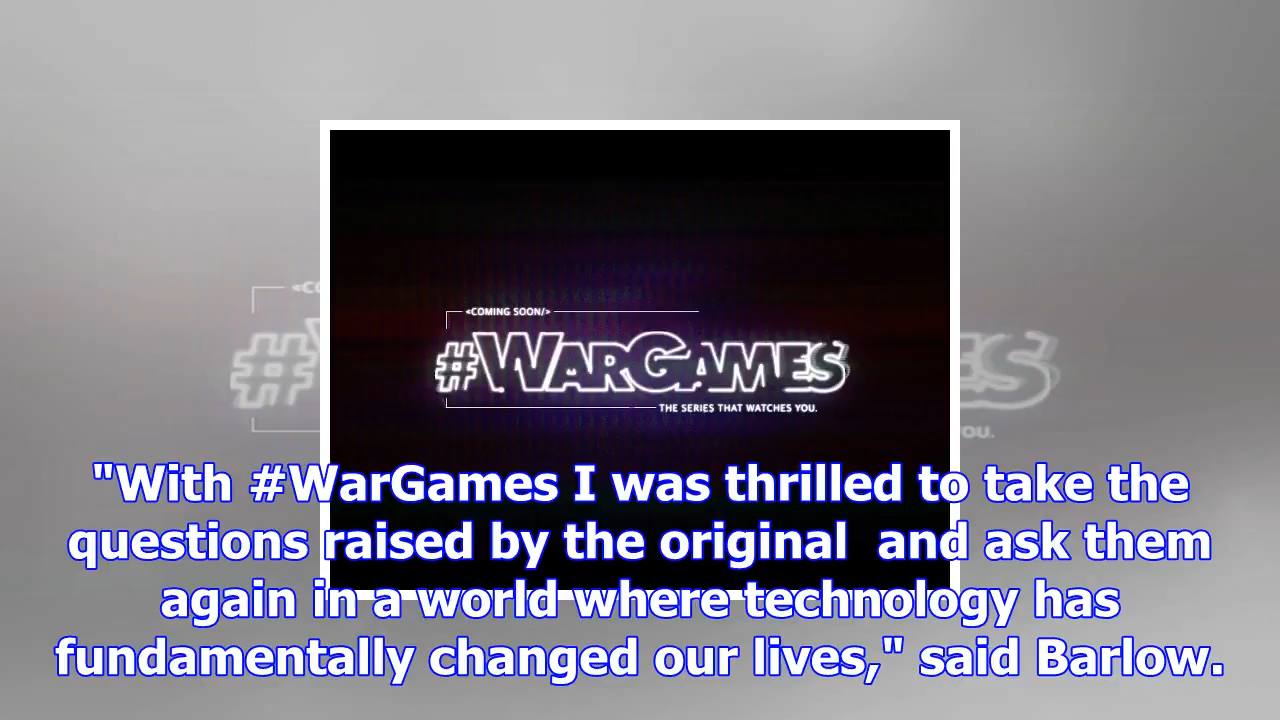 <COMING SOON/>
#WARGAMES
THE SERIES THAT WATCHES YOU.
YOU.
"With #WarGames I was thrilled to take the
questions raised by the original  and ask them
again in a world where technology has
fundamentally changed our lives," said Barlow.